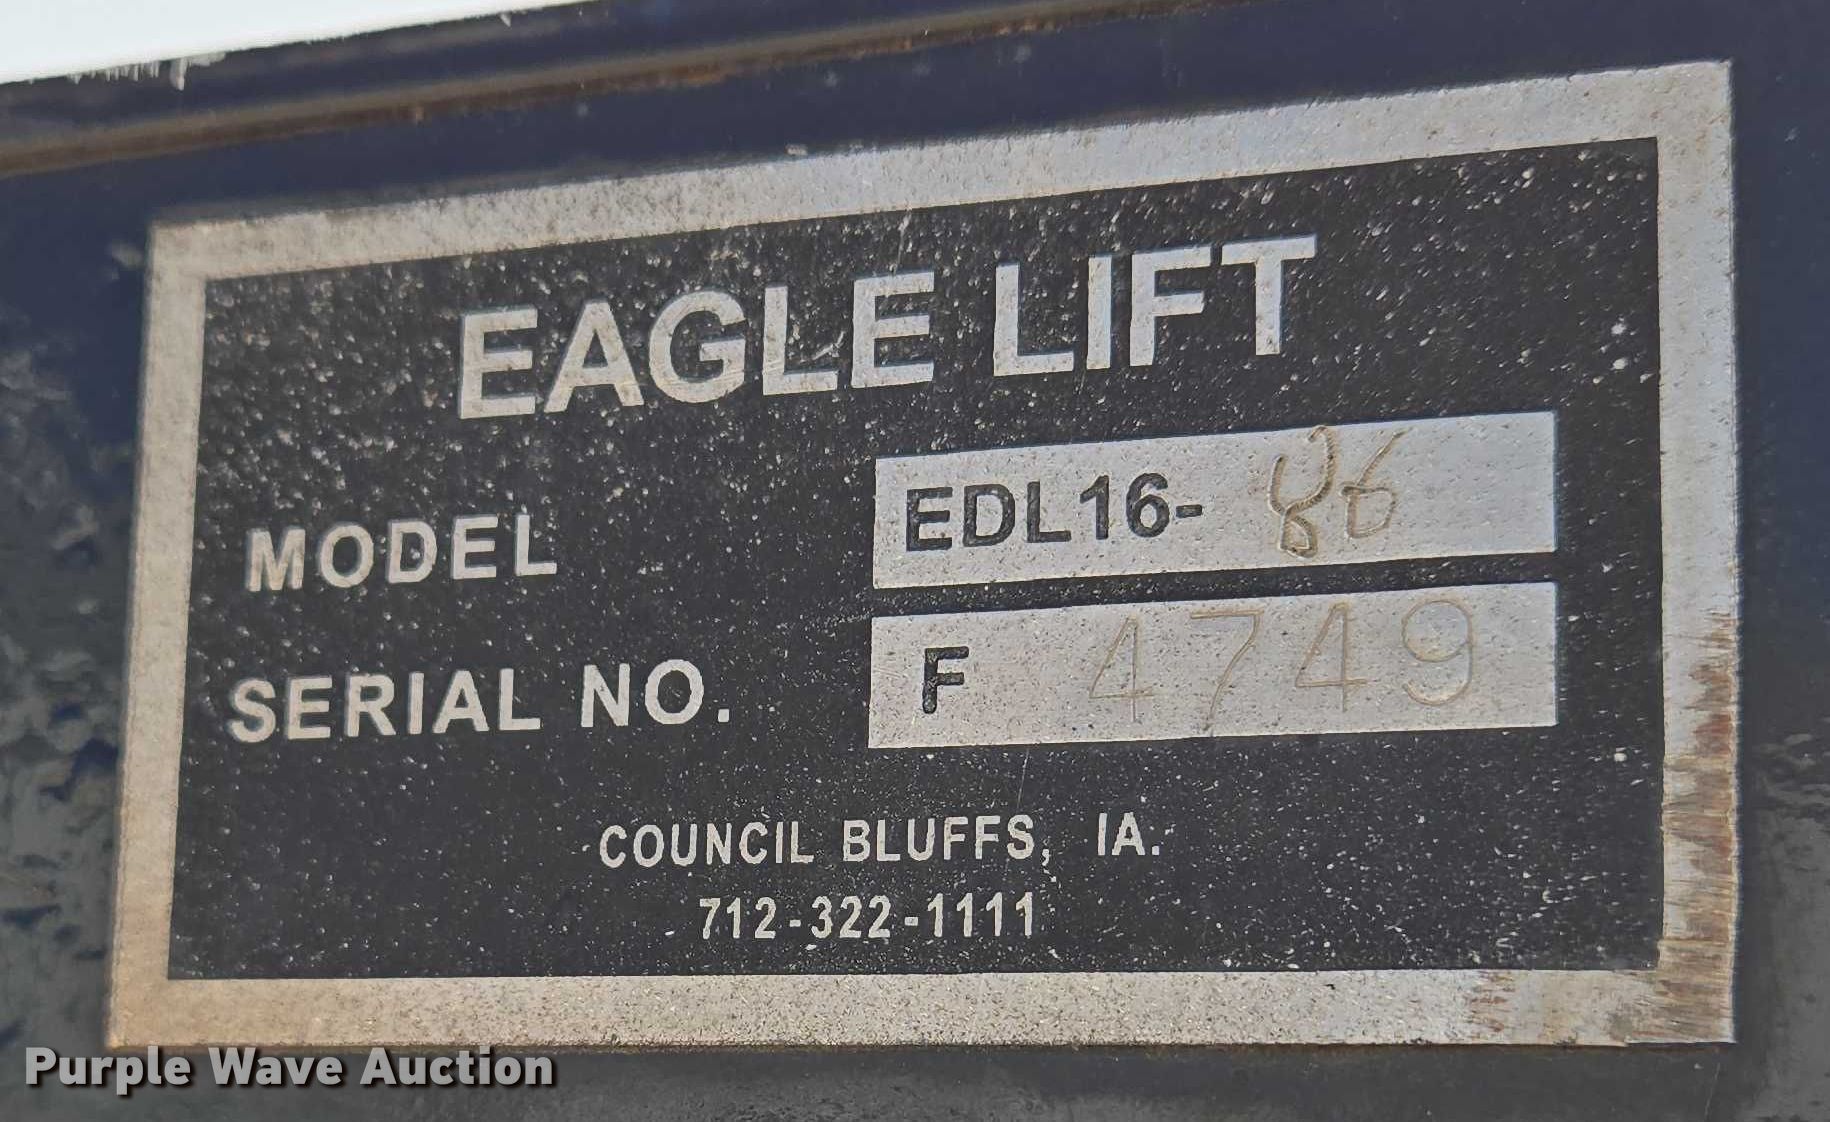 EAGLE LIFT
MODEL EDL16-86
SERIAL NO. F 4749
COUNCIL BLUFFS, IA.
712-322-1111
Purple Wave Auction